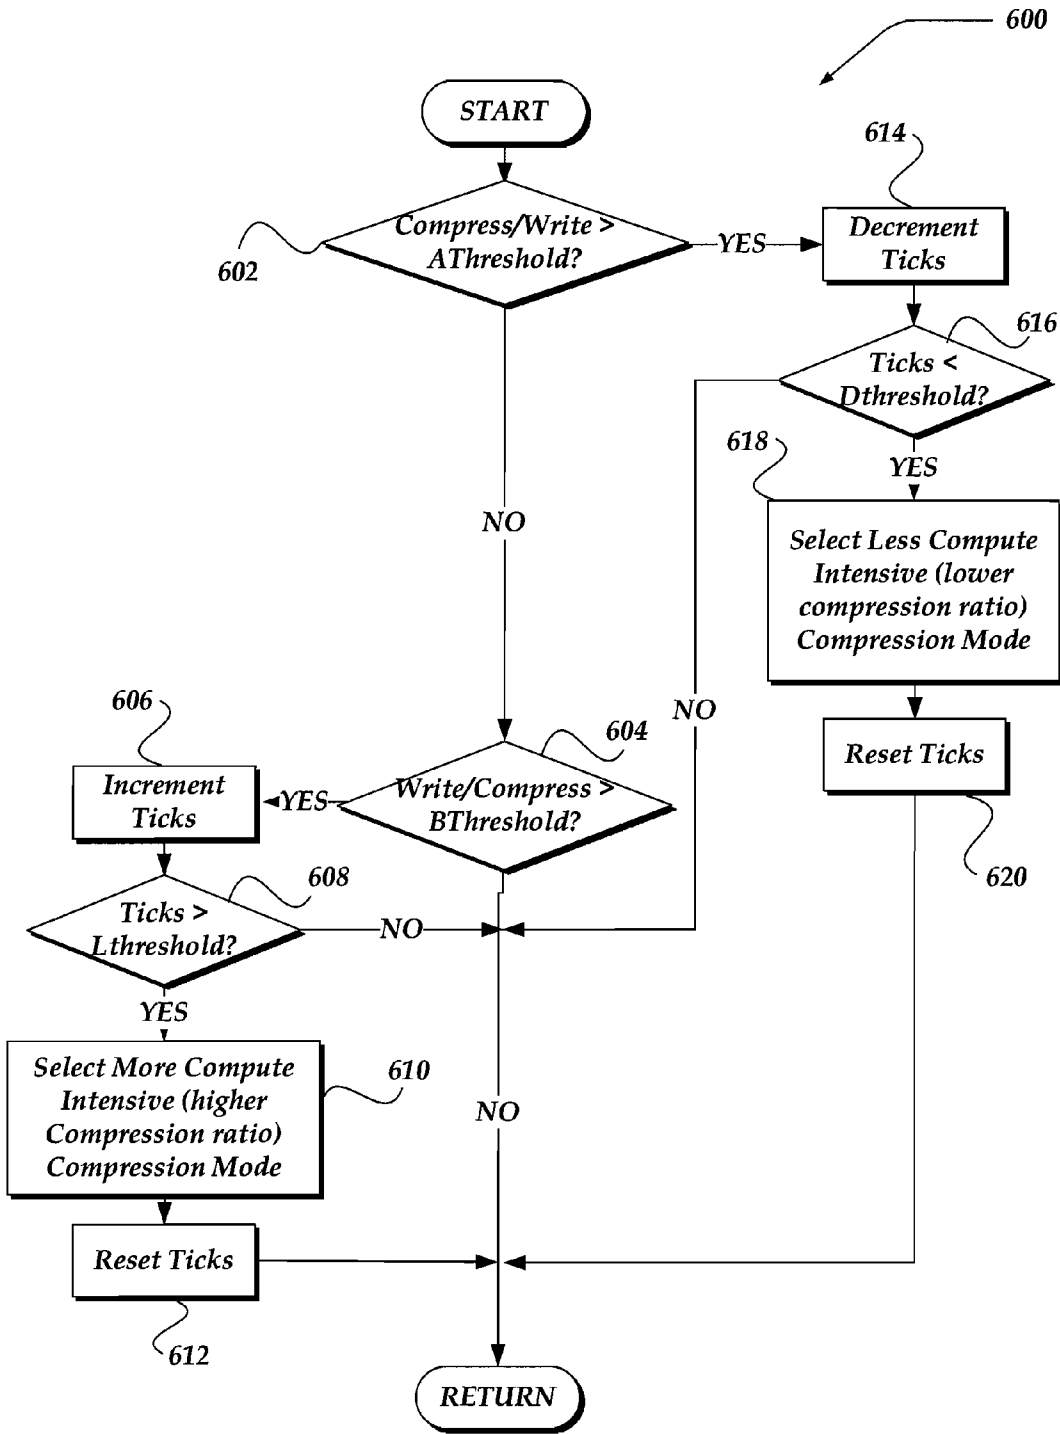 600
START
614
Compress/Write >
AThreshold?
602
YES
Decrement
Ticks
616
Ticks <
Dthreshold?
618
YES
NO
Select Less Compute
Intensive (lower
compression ratio)
Compression Mode
NO
606
604
Reset Ticks
Increment
Ticks
YES
Write/Compress >
BThreshold?
620
608
Ticks >
Lthreshold?
NO
YES
Select More Compute
Intensive (higher
Compression ratio)
Compression Mode
610
NO
Reset Ticks
612
RETURN